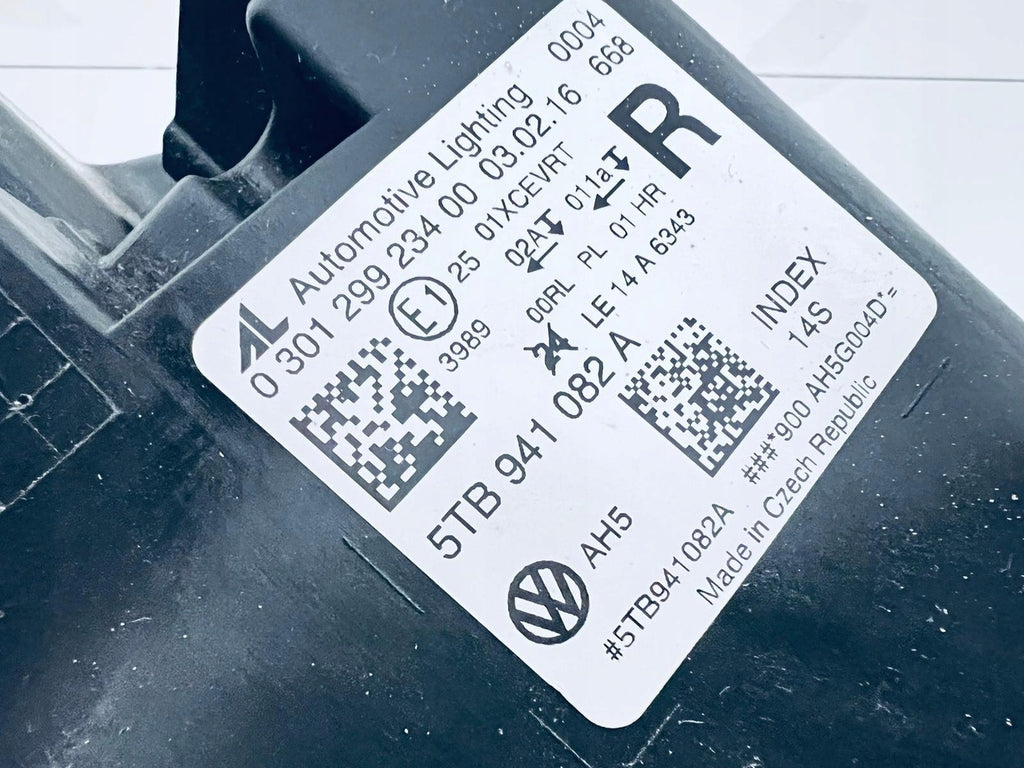 AL Automotive Lighting 0004
0 301 299 234 00 03.02.16 668
E1 25 01XCEVRT R
3989 02A 011a
00RL PL 01 HR
24 LE 14 A 6343
5TB 941 082 A
INDEX
14S
VW AH5
#5TB941082A ###*900 AH5G004D*=
Made in Czech Republic